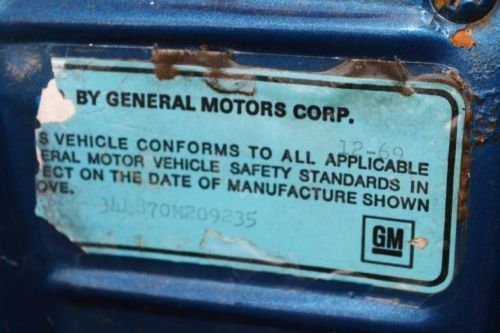 D BY GENERAL MOTORS CORP.
12-69
S VEHICLE CONFORMS TO ALL APPLICABLE
ERAL MOTOR VEHICLE SAFETY STANDARDS IN
ECT ON THE DATE OF MANUFACTURE SHOWN
OVE.
870M209235
GM